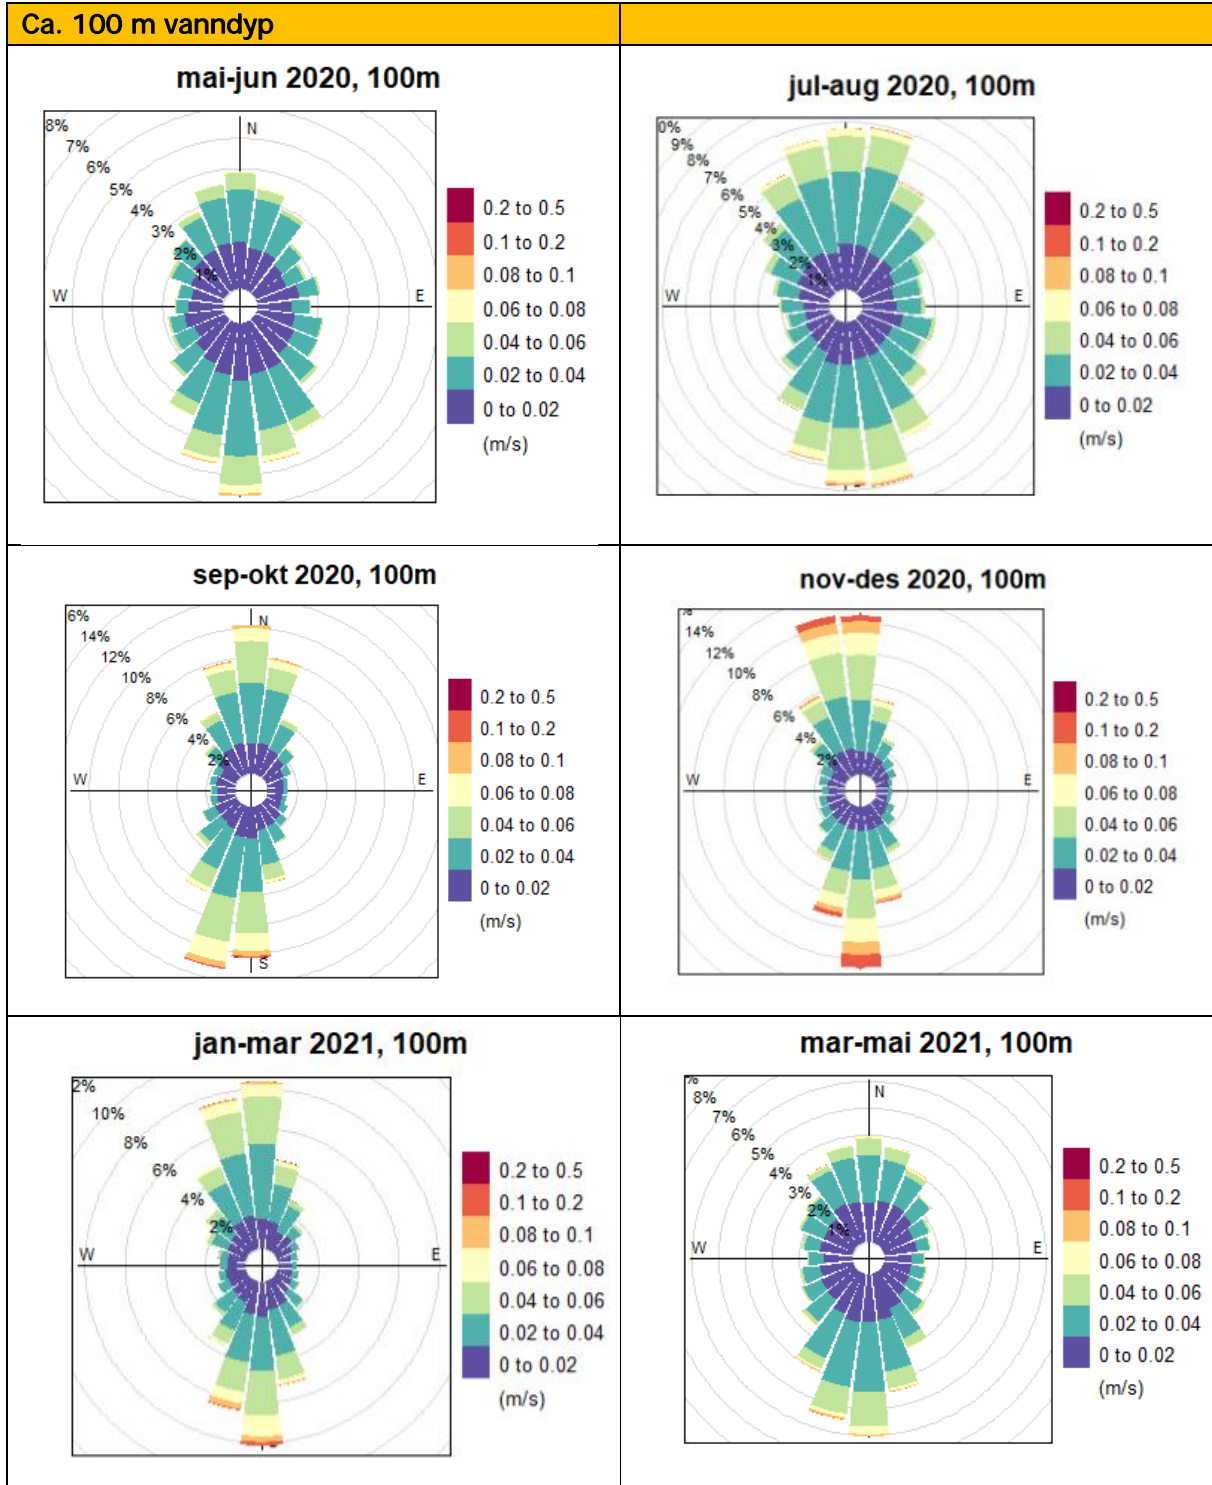 Ca. 100 m vanndyp
mai-jun 2020, 100m
8%
7%
6%
5%
4%
3%
2%
1%
N
W
E
0.2 to 0.5
0.1 to 0.2
0.08 to 0.1
0.06 to 0.08
0.04 to 0.06
0.02 to 0.04
0 to 0.02
(m/s)
jul-aug 2020, 100m
0%
9%
8%
7%
6%
5%
4%
3%
2%
1%
W
E
0.2 to 0.5
0.1 to 0.2
0.08 to 0.1
0.06 to 0.08
0.04 to 0.06
0.02 to 0.04
0 to 0.02
(m/s)
sep-okt 2020, 100m
6%
14%
12%
10%
8%
6%
4%
2%
N
W
E
S
0.2 to 0.5
0.1 to 0.2
0.08 to 0.1
0.06 to 0.08
0.04 to 0.06
0.02 to 0.04
0 to 0.02
(m/s)
nov-des 2020, 100m
%
14%
12%
10%
8%
6%
4%
2%
W
E
0.2 to 0.5
0.1 to 0.2
0.08 to 0.1
0.06 to 0.08
0.04 to 0.06
0.02 to 0.04
0 to 0.02
(m/s)
jan-mar 2021, 100m
2%
10%
8%
6%
4%
2%
W
E
0.2 to 0.5
0.1 to 0.2
0.08 to 0.1
0.06 to 0.08
0.04 to 0.06
0.02 to 0.04
0 to 0.02
(m/s)
mar-mai 2021, 100m
%
8%
7%
6%
5%
4%
3%
2%
1%
N
W
E
0.2 to 0.5
0.1 to 0.2
0.08 to 0.1
0.06 to 0.08
0.04 to 0.06
0.02 to 0.04
0 to 0.02
(m/s)